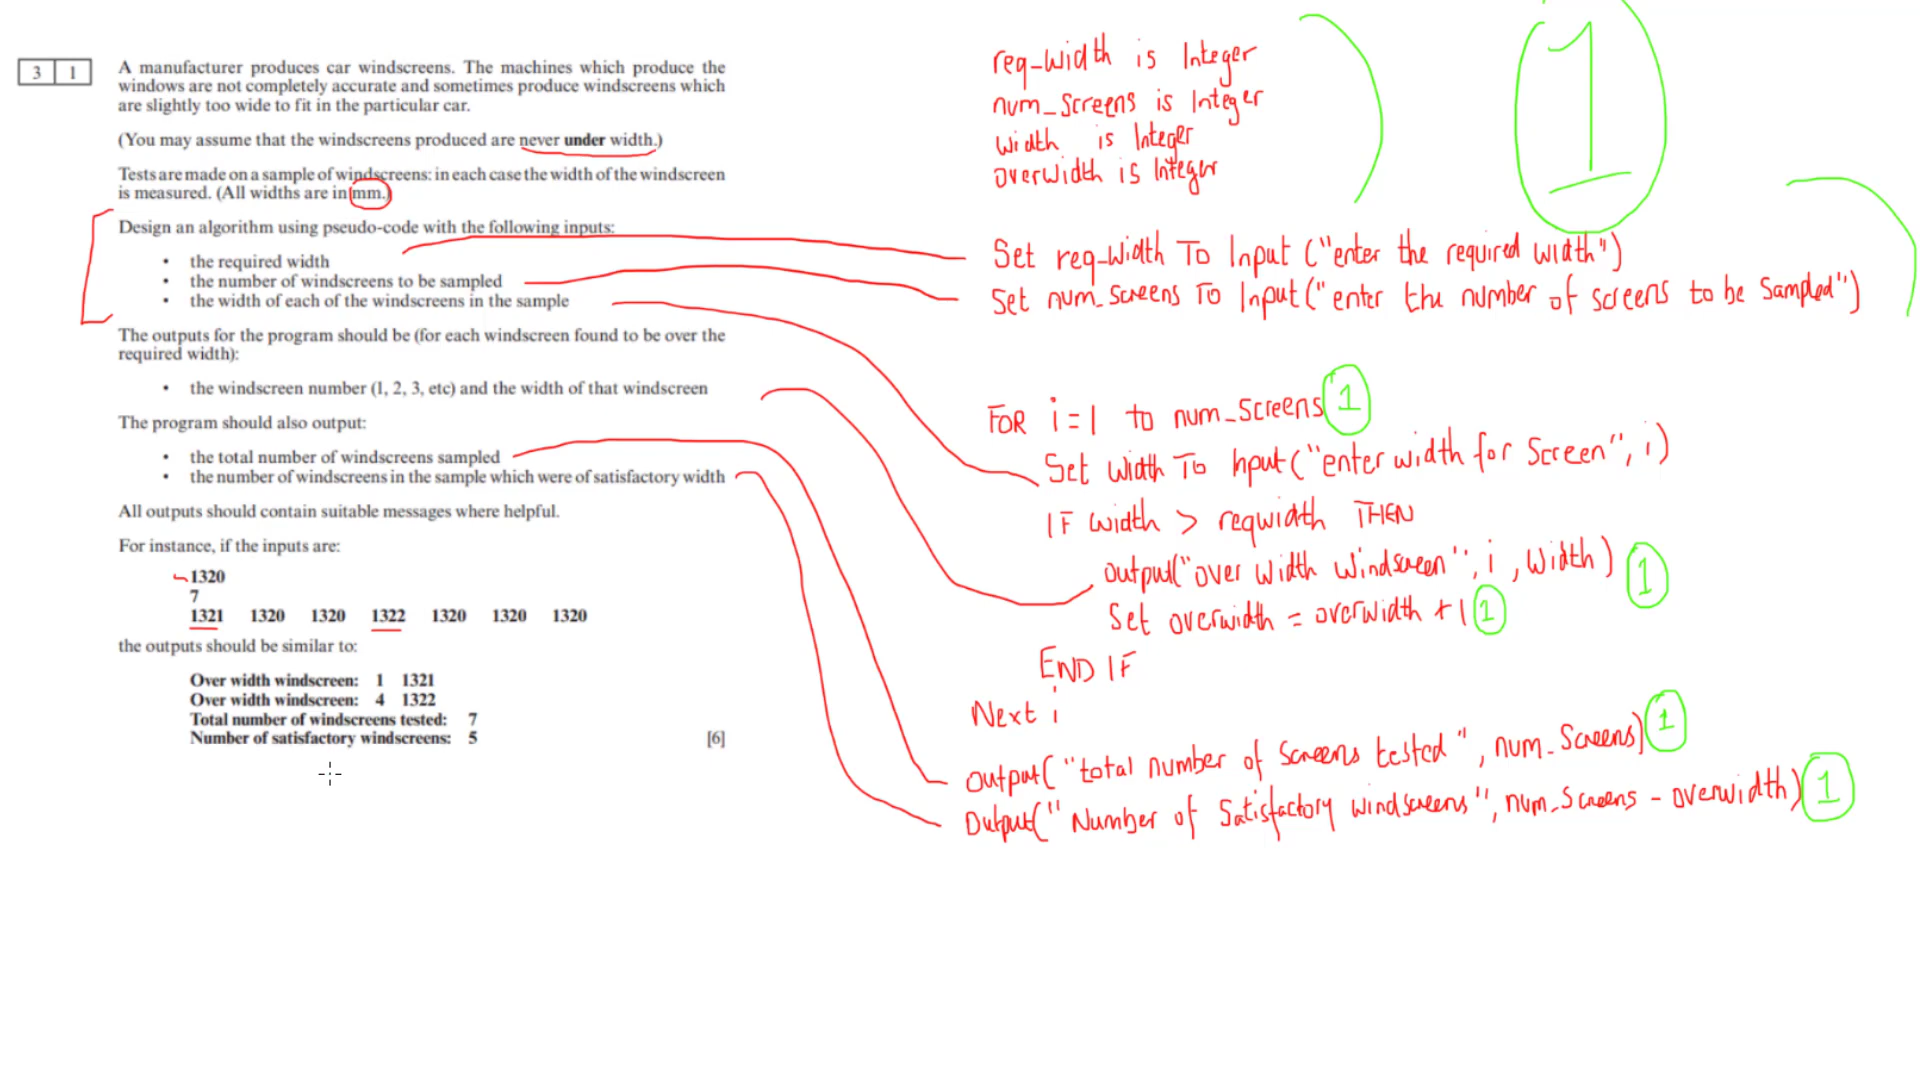 3 1
A manufacturer produces car windscreens. The machines which produce the
windows are not completely accurate and sometimes produce windscreens which
are slightly too wide to fit in the particular car.
(You may assume that the windscreens produced are never under width.)
Tests are made on a sample of windscreens: in each case the width of the windscreen
is measured. (All widths are in mm.)
Design an algorithm using pseudo-code with the following inputs:
• the required width
• the number of windscreens to be sampled
• the width of each of the windscreens in the sample
The outputs for the program should be (for each windscreen found to be over the
required width):
• the windscreen number (1, 2, 3, etc) and the width of that windscreen
The program should also output:
• the total number of windscreens sampled
• the number of windscreens in the sample which were of satisfactory width
All outputs should contain suitable messages where helpful.
For instance, if the inputs are:
1320
7
1321 1320 1320 1322 1320 1320 1320
the outputs should be similar to:
Over width windscreen: 1 1321
Over width windscreen: 4 1322
Total number of windscreens tested: 7
Number of satisfactory windscreens: 5
[6]
req-width is Integer
num_Screens is Integer
width is Integer
overwidth is Integer
1
Set req-width To Input ("enter the required width")
Set num_screens To Input("enter the number of screens to be Sampled")
FOR i=1 to num_Screens 1
Set width To Input("enter width for Screen", i)
IF width > reqwidth THEN
output("over width windscreen", i, width) 1
Set overwidth = overwidth + 1 1
END IF
Next i
Output("total number of Screens tested", num_Screens) 1
Output("Number of Satisfactory windscreens", num_Screens - overwidth) 1